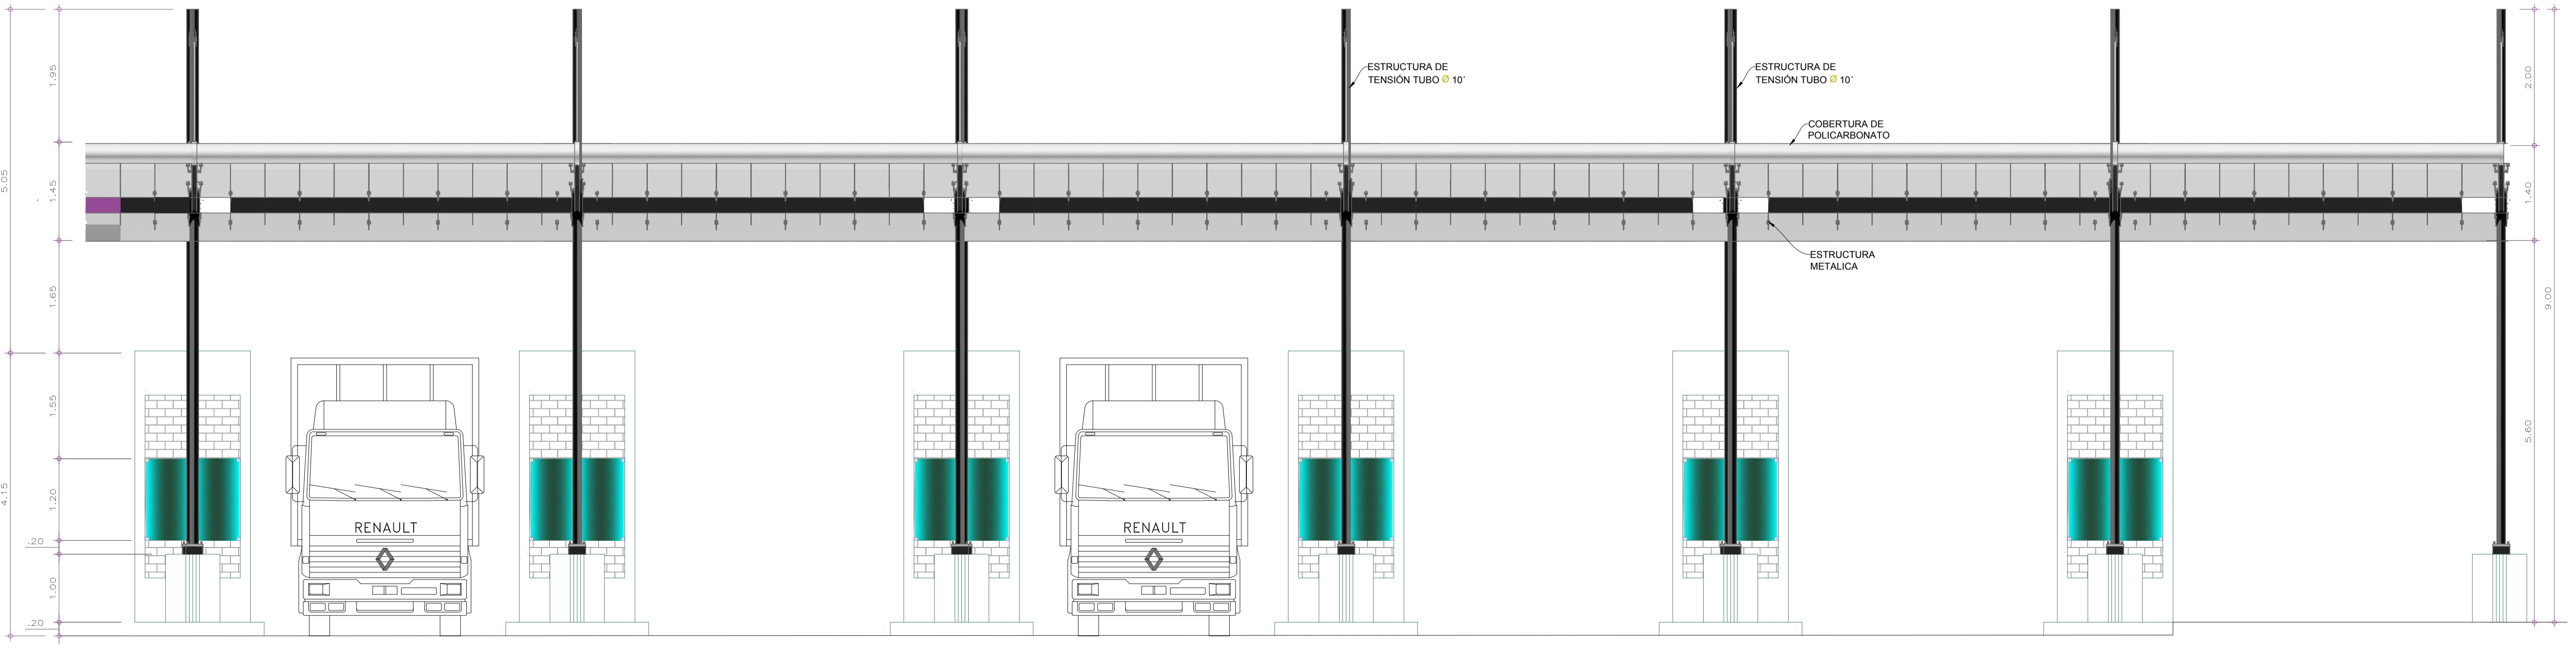 ESTRUCTURA DE
TENSIÓN TUBO Ø 10´
ESTRUCTURA DE
TENSIÓN TUBO Ø 10´
COBERTURA DE
POLICARBONATO
ESTRUCTURA
METALICA
5.05
4.15
1.95
1.45
1.65
1.55
1.20
.20
1.00
.20
RENAULT
RENAULT
2.00
1.40
5.60
9.00